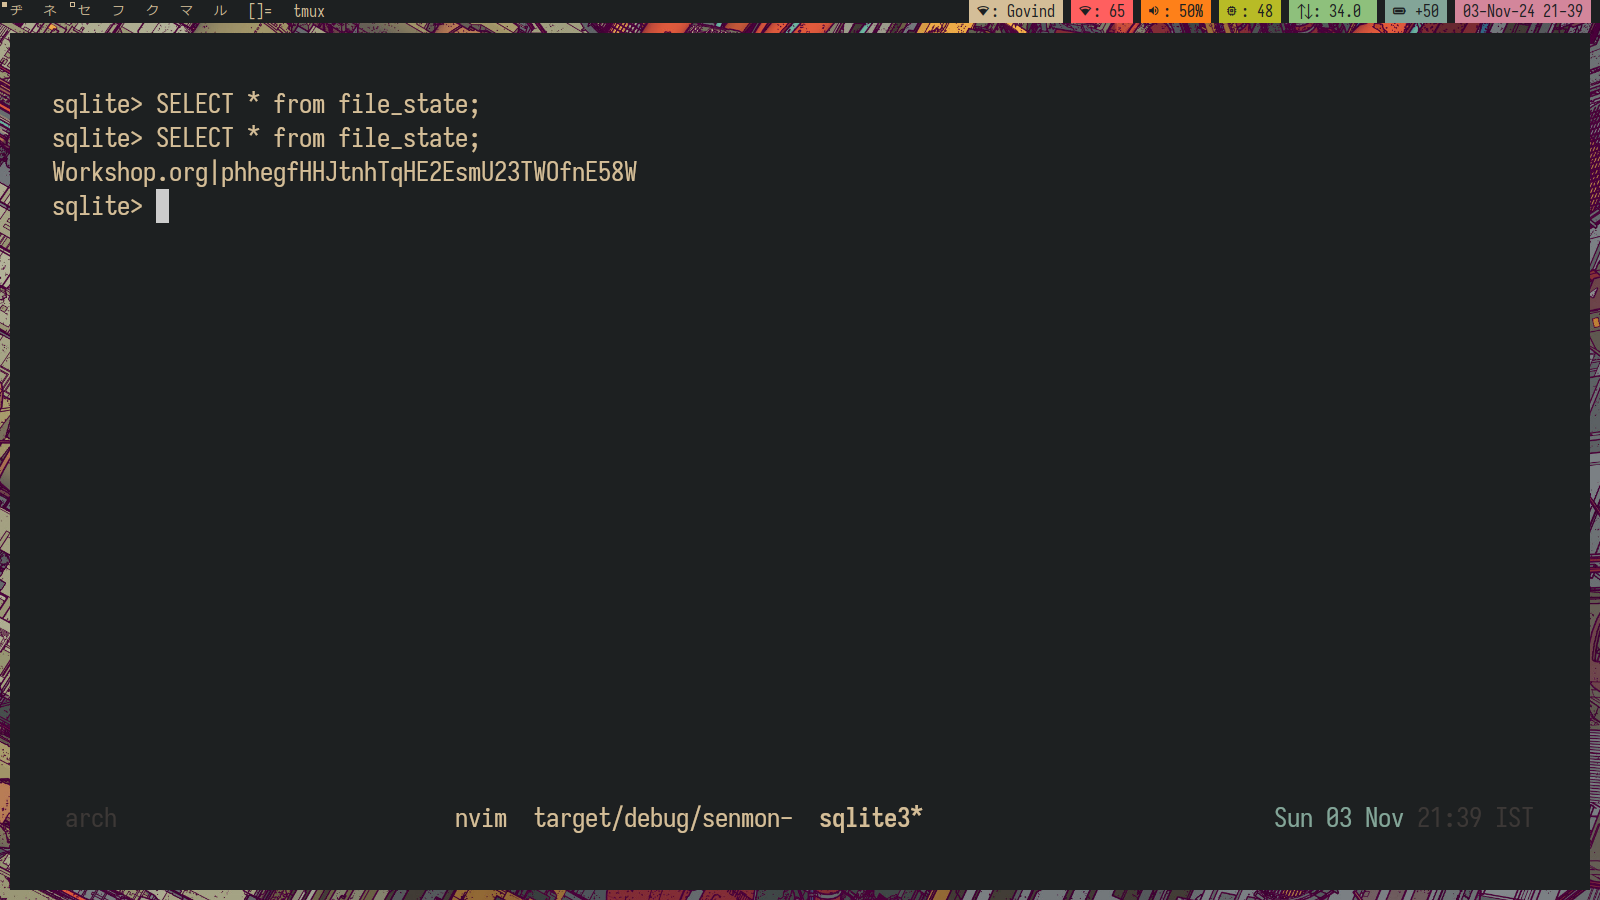 ヂ ネ セ フ ク マ ル []= tmux : Govind : 65 : 50% : 48 ↑↓: 34.0 +50 03-Nov-24 21-39
sqlite> SELECT * from file_state;
sqlite> SELECT * from file_state;
Workshop.org|phhegfHHJtnhTqHE2EsmU23TWOfnE58W
sqlite>
arch nvim target/debug/senmon- sqlite3* Sun 03 Nov 21:39 IST